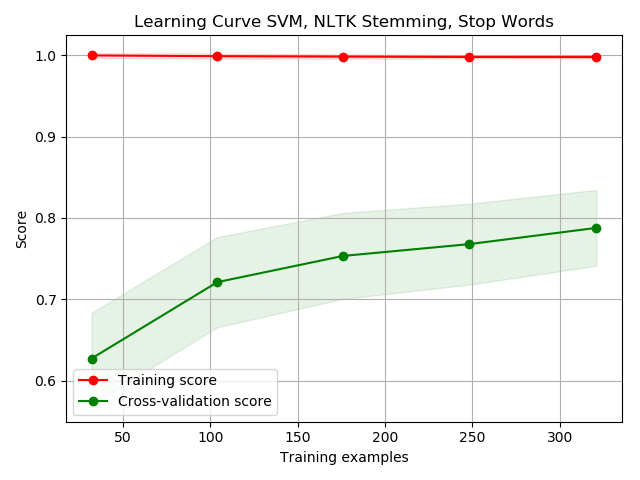 Learning Curve SVM, NLTK Stemming, Stop Words
1.0
0.9
0.8
0.7
0.6
Score
Training score
Cross-validation score
50
100
150
200
250
300
Training examples